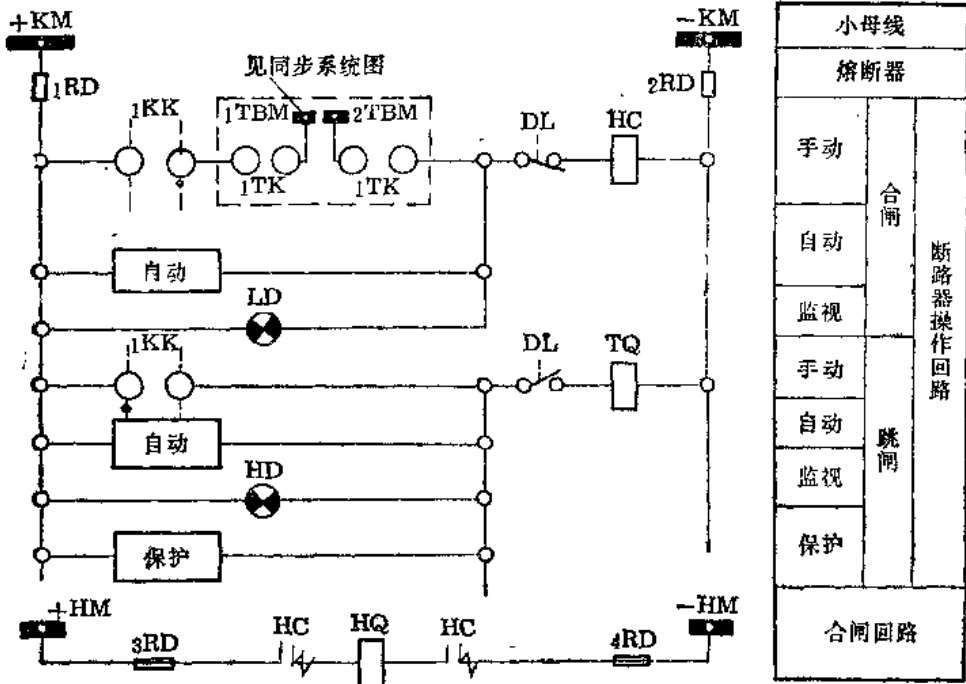 +KM
-KM
1RD
见同步系统图
2RD
1KK
1TBM
2TBM
DL
HC
1TK
1TK
自动
LD
1KK
DL
TQ
自动
HD
保护
+HM
-HM
3RD
HC
HQ
HC
4RD
小母线
熔断器
手动
自动
监视
合闸
手动
自动
监视
保护
跳闸
断路器操作回路
合闸回路